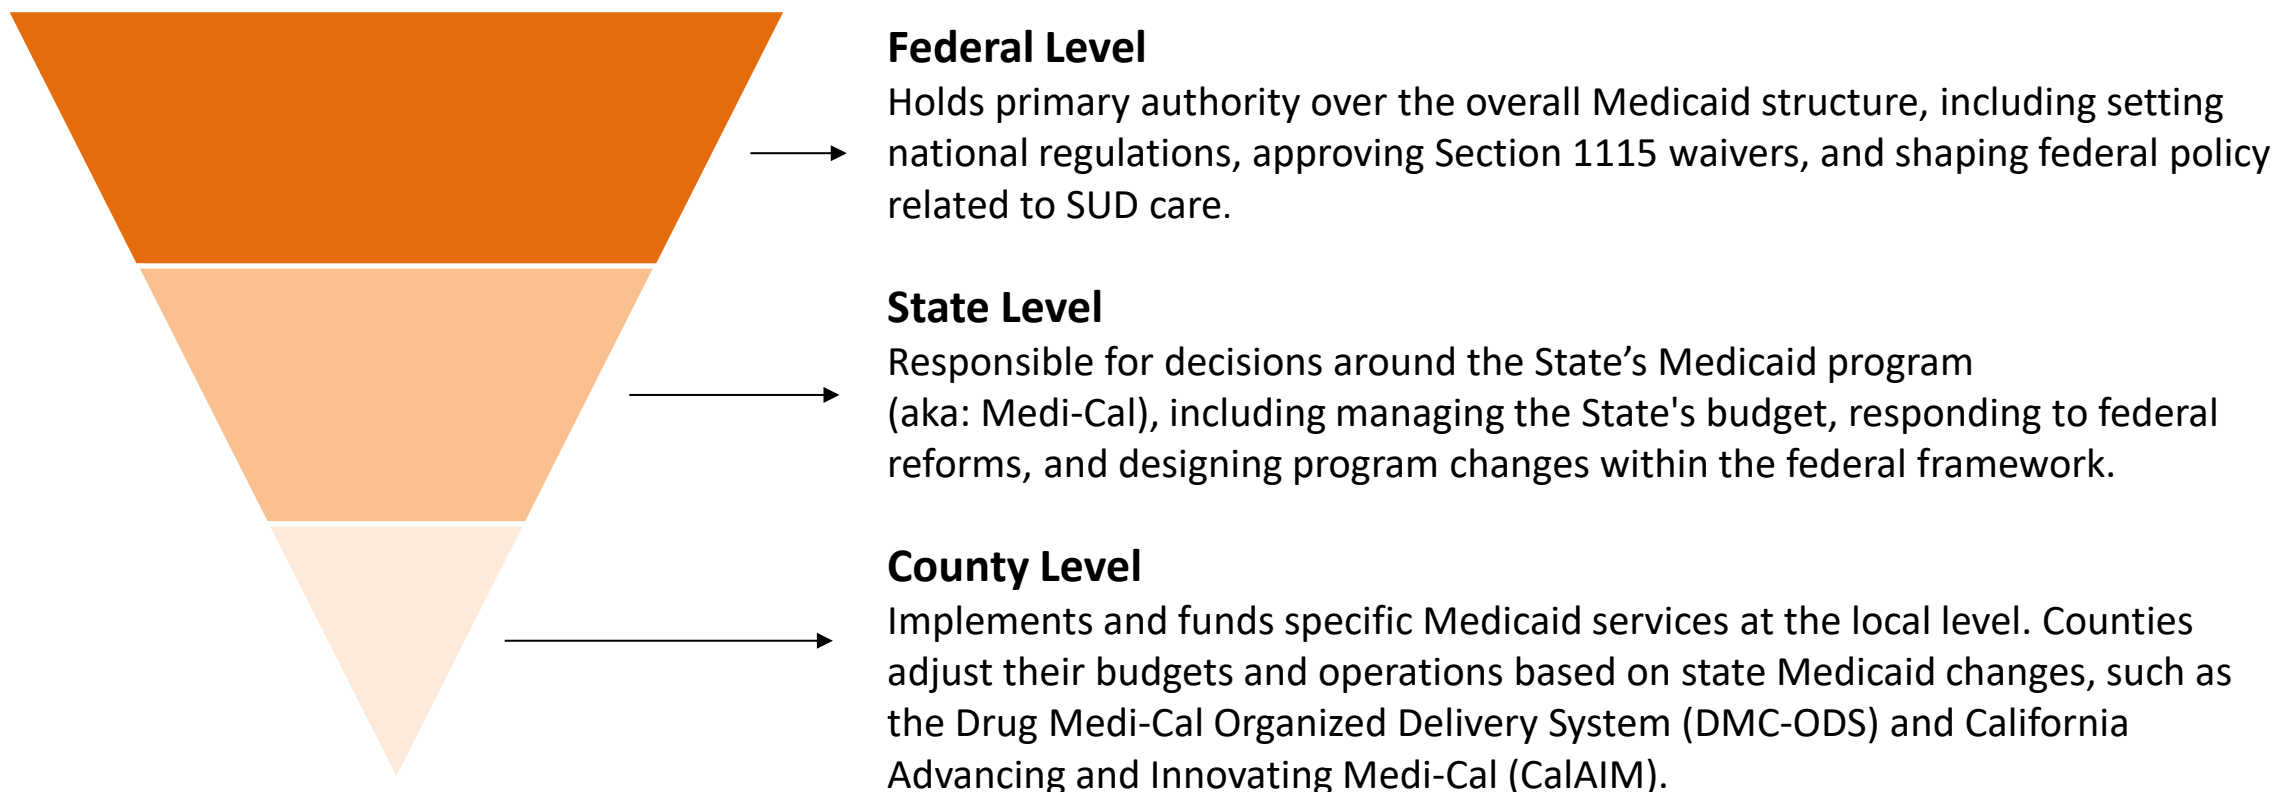 Federal Level
Holds primary authority over the overall Medicaid structure, including setting
national regulations, approving Section 1115 waivers, and shaping federal policy
related to SUD care.
State Level
Responsible for decisions around the State’s Medicaid program
(aka: Medi-Cal), including managing the State's budget, responding to federal
reforms, and designing program changes within the federal framework.
County Level
Implements and funds specific Medicaid services at the local level. Counties
adjust their budgets and operations based on state Medicaid changes, such as
the Drug Medi-Cal Organized Delivery System (DMC-ODS) and California
Advancing and Innovating Medi-Cal (CalAIM).